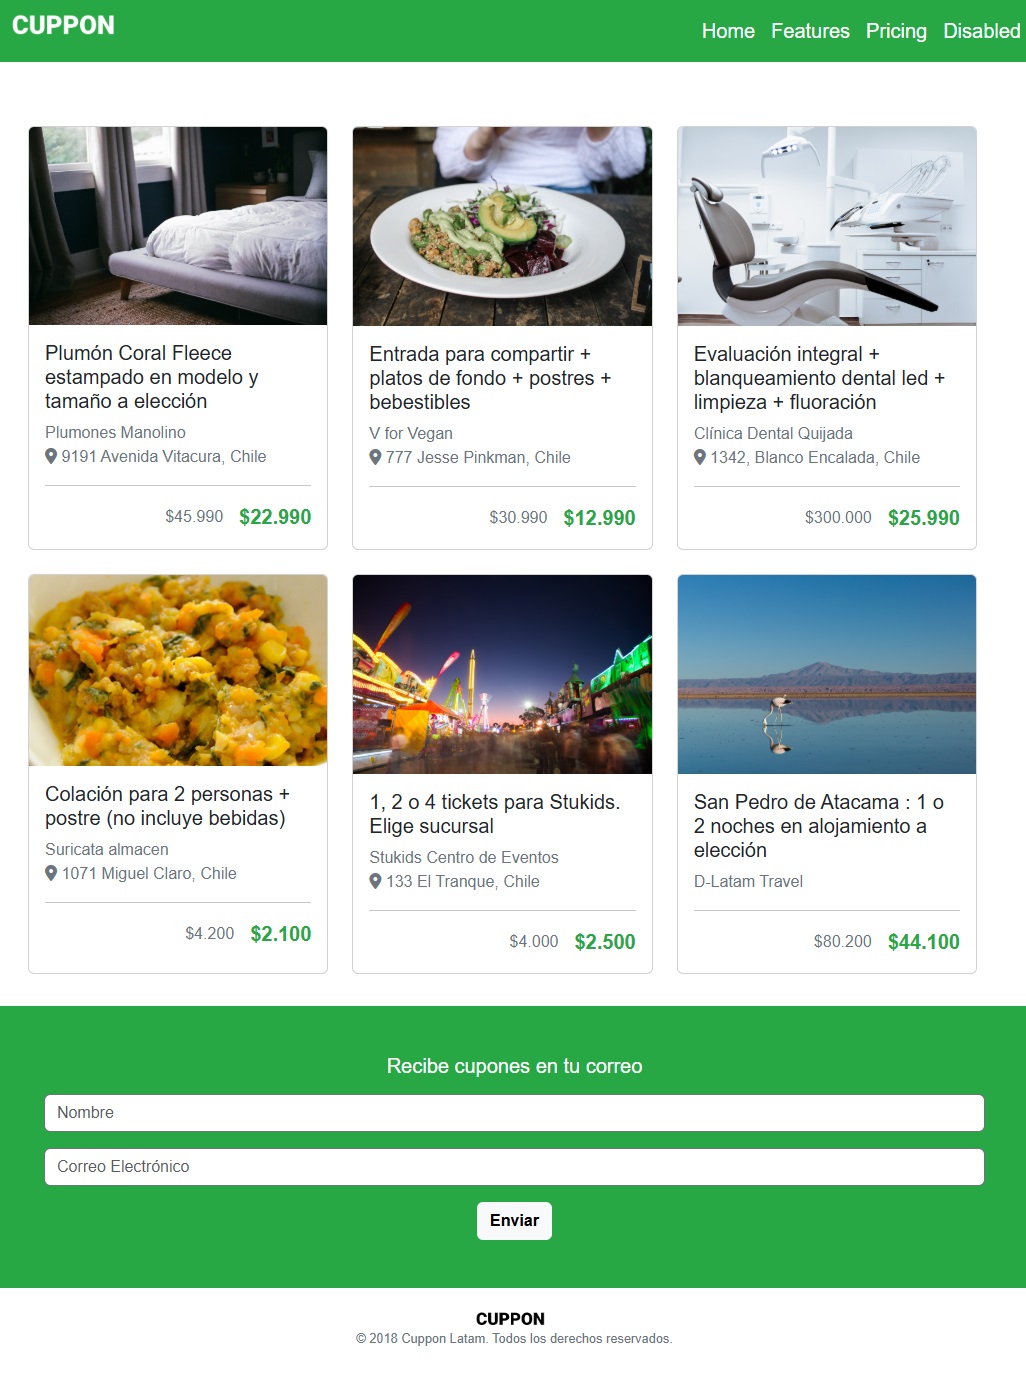 CUPPON
Home Features Pricing Disabled
Plumón Coral Fleece
estampado en modelo y
tamaño a elección
Plumones Manolino
9191 Avenida Vitacura, Chile
$45.990 $22.990
Entrada para compartir +
platos de fondo + postres +
bebestibles
V for Vegan
777 Jesse Pinkman, Chile
$30.990 $12.990
Evaluación integral +
blanqueamiento dental led +
limpieza + fluoración
Clínica Dental Quijada
1342, Blanco Encalada, Chile
$300.000 $25.990
Colación para 2 personas +
postre (no incluye bebidas)
Suricata almacen
1071 Miguel Claro, Chile
$4.200 $2.100
1, 2 o 4 tickets para Stukids.
Elige sucursal
Stukids Centro de Eventos
133 El Tranque, Chile
$4.000 $2.500
San Pedro de Atacama : 1 o
2 noches en alojamiento a
elección
D-Latam Travel
$80.200 $44.100
Recibe cupones en tu correo
Nombre
Correo Electrónico
Enviar
CUPPON
© 2018 Cuppon Latam. Todos los derechos reservados.